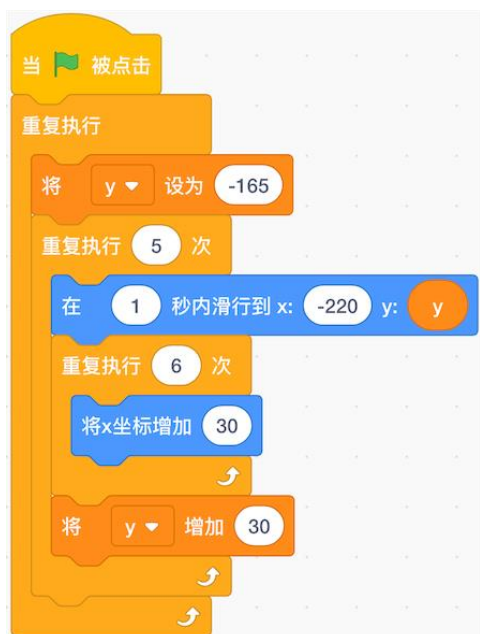 当 被点击
重复执行
将 y 设为 -165
重复执行 5 次
在 1 秒内滑行到 x: -220 y: y
重复执行 6 次
将x坐标增加 30
将 y 增加 30